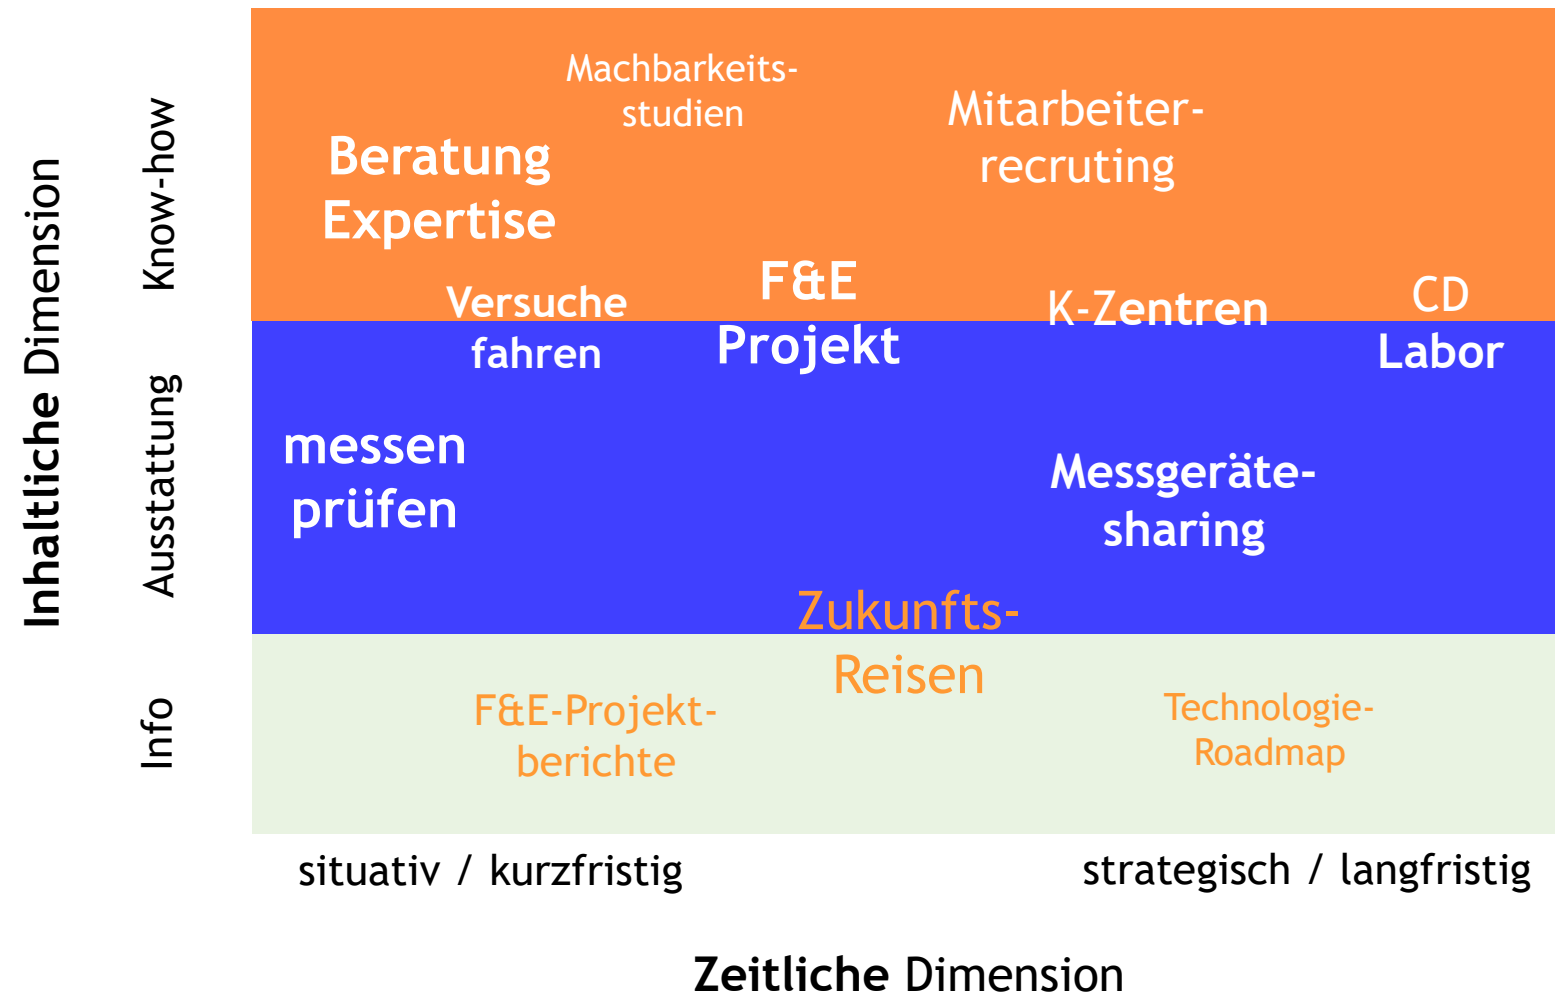 Inhaltliche Dimension
Know-how
Ausstattung
Info
Machbarkeits-
studien
Mitarbeiter-
recruting
Beratung
Expertise
F&E
Projekt
Versuche
fahren
K-Zentren
CD
Labor
messen
prüfen
Messgeräte-
sharing
Zukunfts-
Reisen
F&E-Projekt-
berichte
Technologie-
Roadmap
situativ / kurzfristig
strategisch / langfristig
Zeitliche Dimension